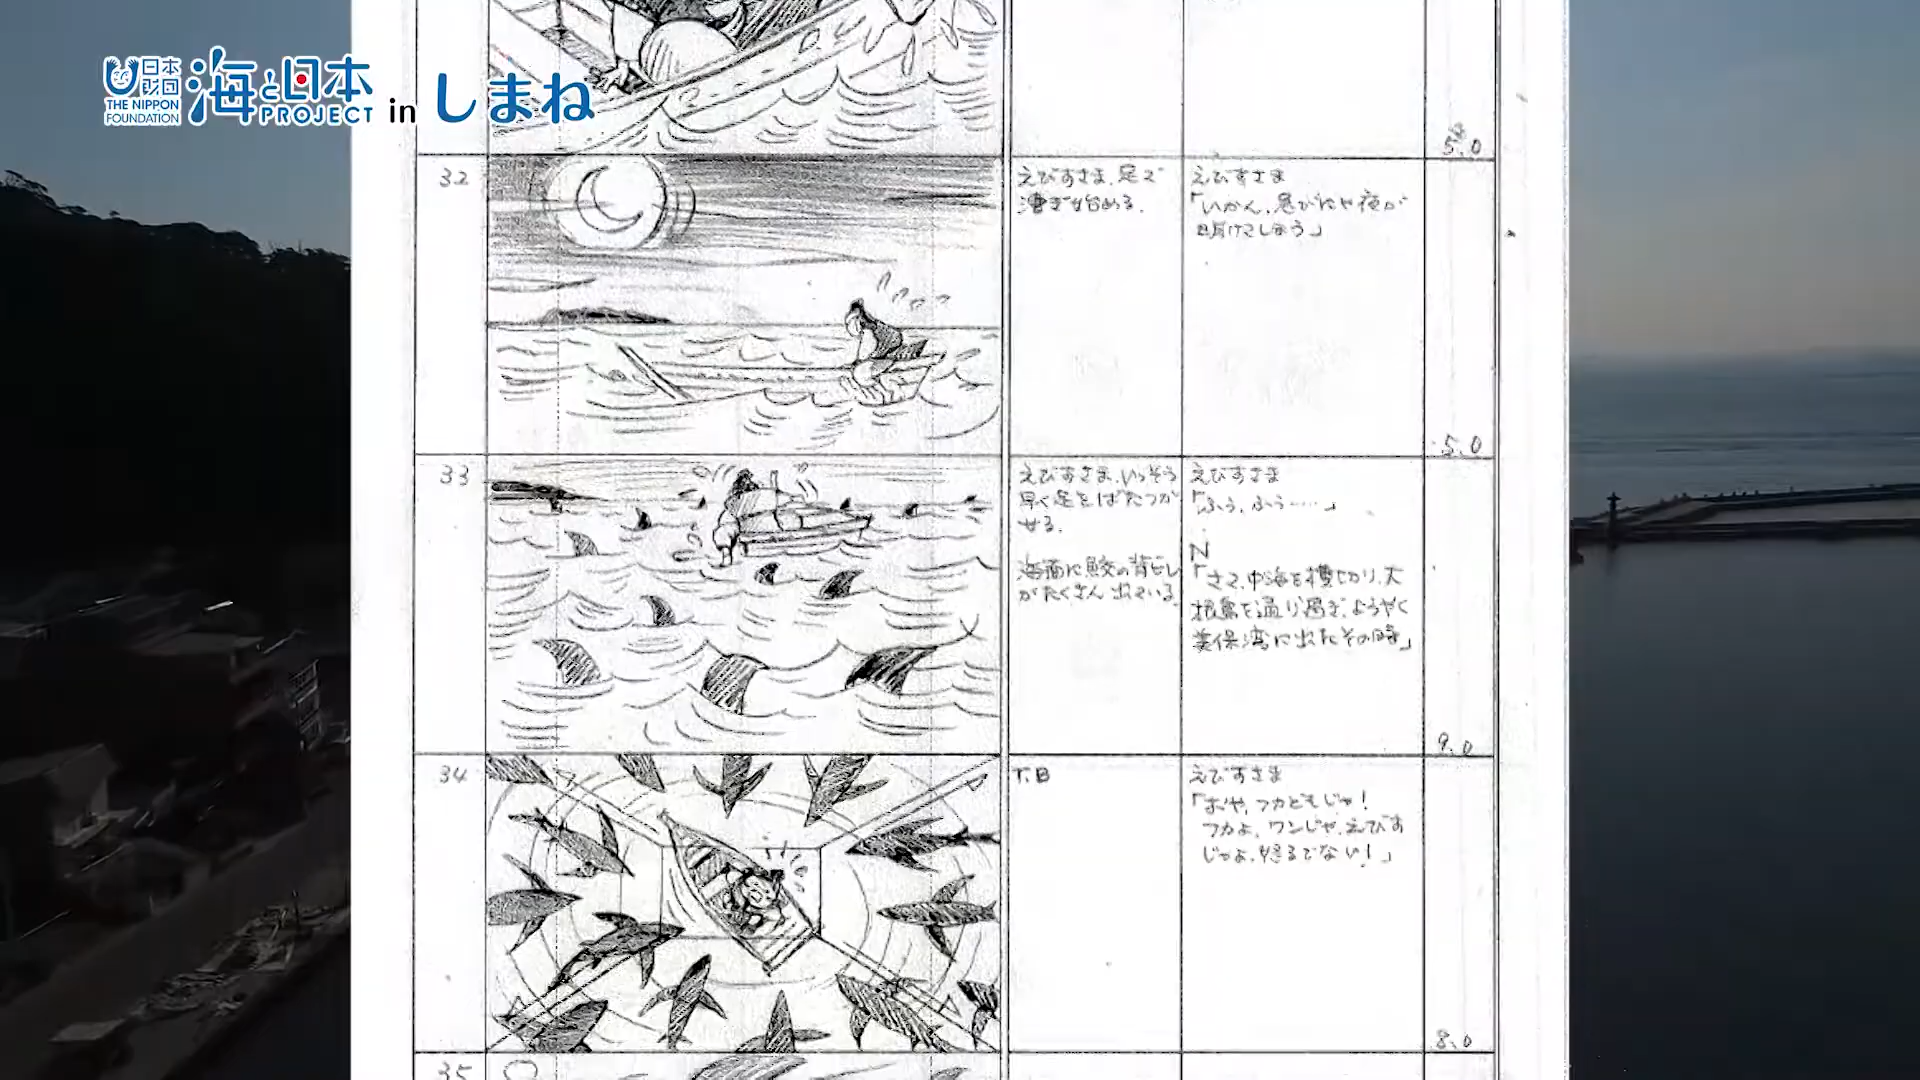 日本
財団
THE NIPPON
FOUNDATION
海と日本
PROJECT
in しまね
5.0
32
えびすさま、足で
漕ぎ始める。
えびすさま
「いかん、急がにゃ夜が
明けてしまう」
5.0
33
えびすさま、いっそう
早く足をばたつか
せる。
海面に鮫の背びれ
がたくさん出ている。
えびすさま
「ふぅ、ふぅ……」
N
「さて、中海を横切り、大
根島を通り過ぎ、ようやく
美保湾に出たその時」
9.0
34
T.B
えびすさま
「おや、フカどもじゃ!
フカよ、ワシじゃ、えびす
じゃよ、怒るでない!」
8.0
35